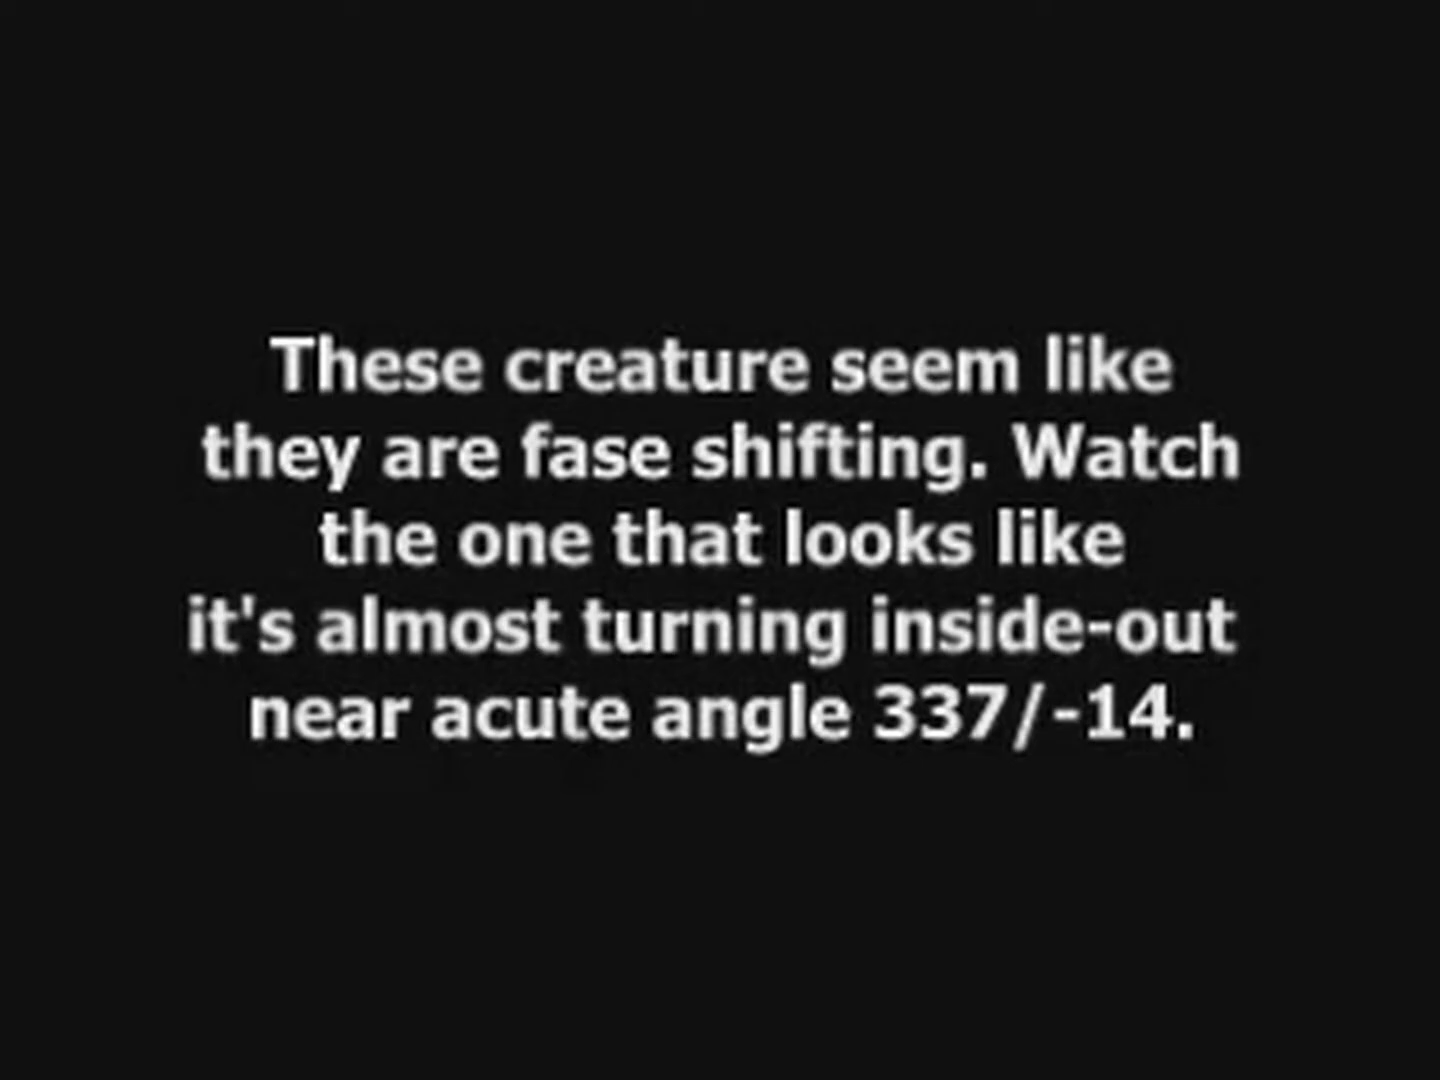 These creature seem like
they are fase shifting. Watch
the one that looks like
it's almost turning inside-out
near acute angle 337/-14.